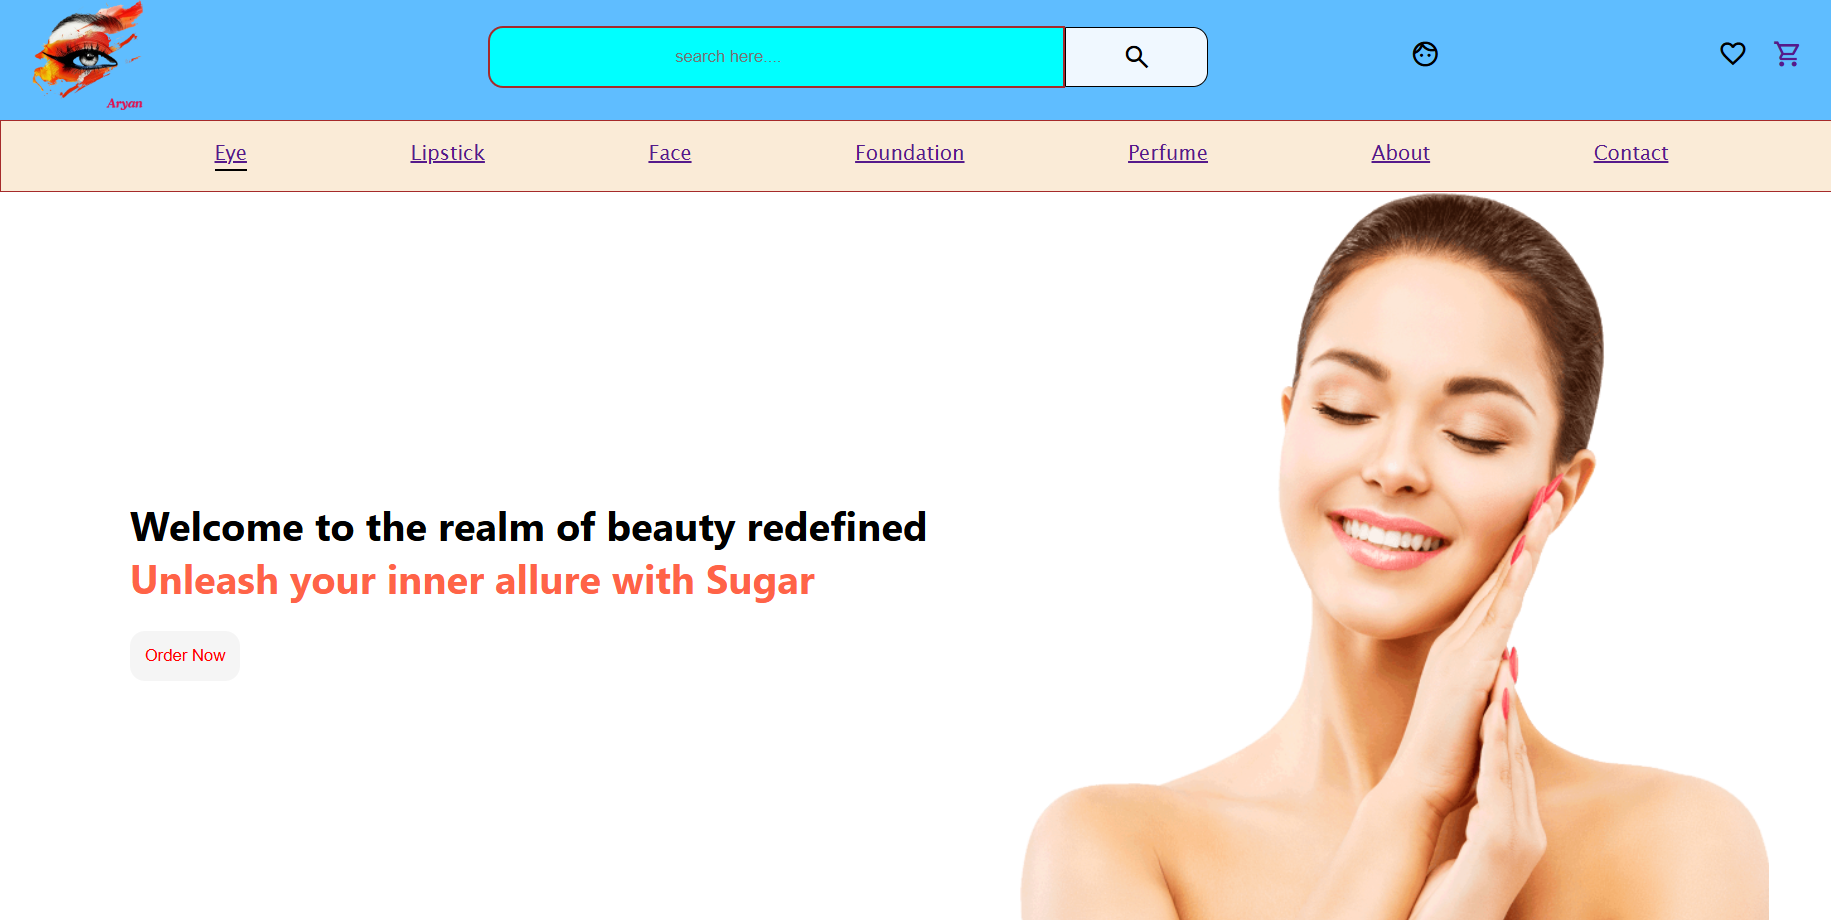 Aryan
search here....
Eye Lipstick Face Foundation Perfume About Contact
Welcome to the realm of beauty redefined
Unleash your inner allure with Sugar
Order Now